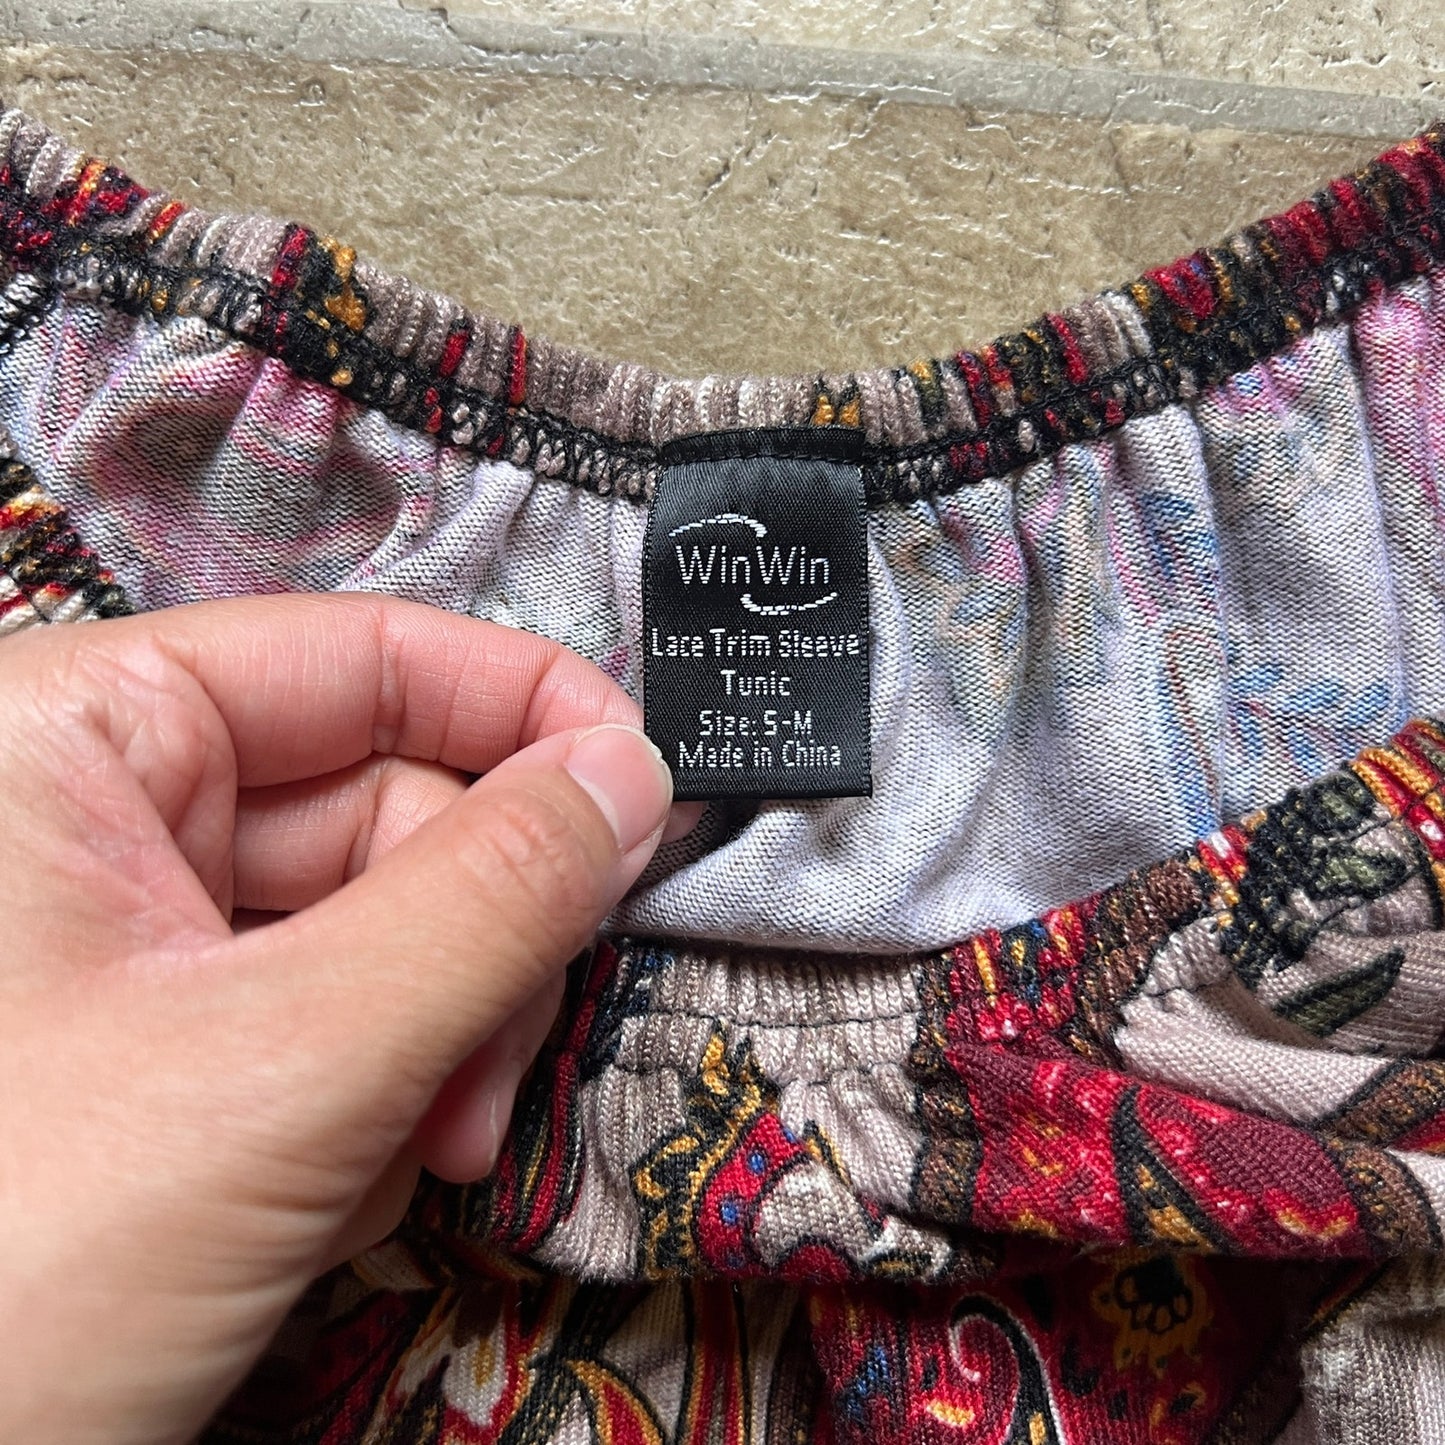 WinWin
Lace Trim Sleeve
Tunic
Size: S-M
Made in China